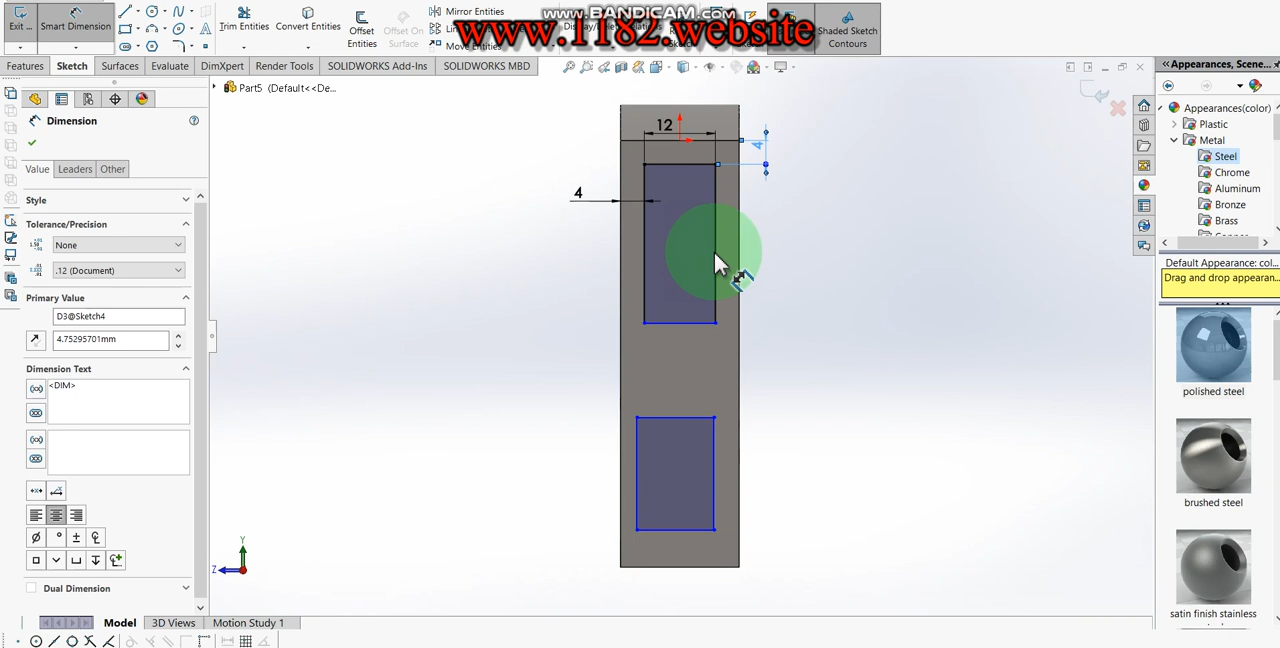 www.BANDICAM.com
www.1182.website
Exit ...
Smart Dimension
Trim Entities
Convert Entities
Offset Entities
Offset On Surface
Mirror Entities
Move Entities
Shaded Sketch Contours
Features
Sketch
Surfaces
Evaluate
DimXpert
Render Tools
SOLIDWORKS Add-Ins
SOLIDWORKS MBD
Part5 (Default<<De...
Dimension
Value
Leaders
Other
Style
Tolerance/Precision
None
.12 (Document)
Primary Value
D3@Sketch4
4.75295701mm
Dimension Text
<DIM>
Dual Dimension
12
4
4
Y
Z
Model
3D Views
Motion Study 1
Appearances, Scene...
Appearances(color)
Plastic
Metal
Steel
Chrome
Aluminum
Bronze
Brass
Default Appearance: col...
Drag and drop appearan...
polished steel
brushed steel
satin finish stainless